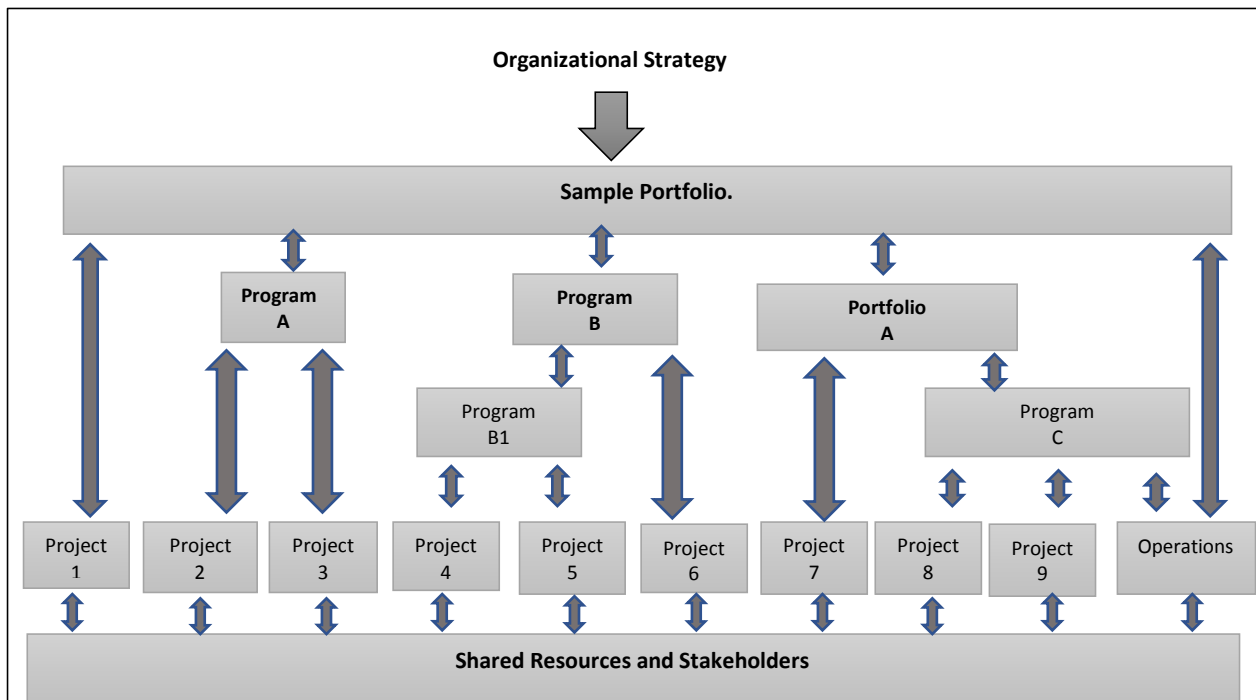 Organizational Strategy
Sample Portfolio.
Program
A
Program
B
Portfolio
A
Program
B1
Program
C
Project
1
Project
2
Project
3
Project
4
Project
5
Project
6
Project
7
Project
8
Project
9
Operations
Shared Resources and Stakeholders